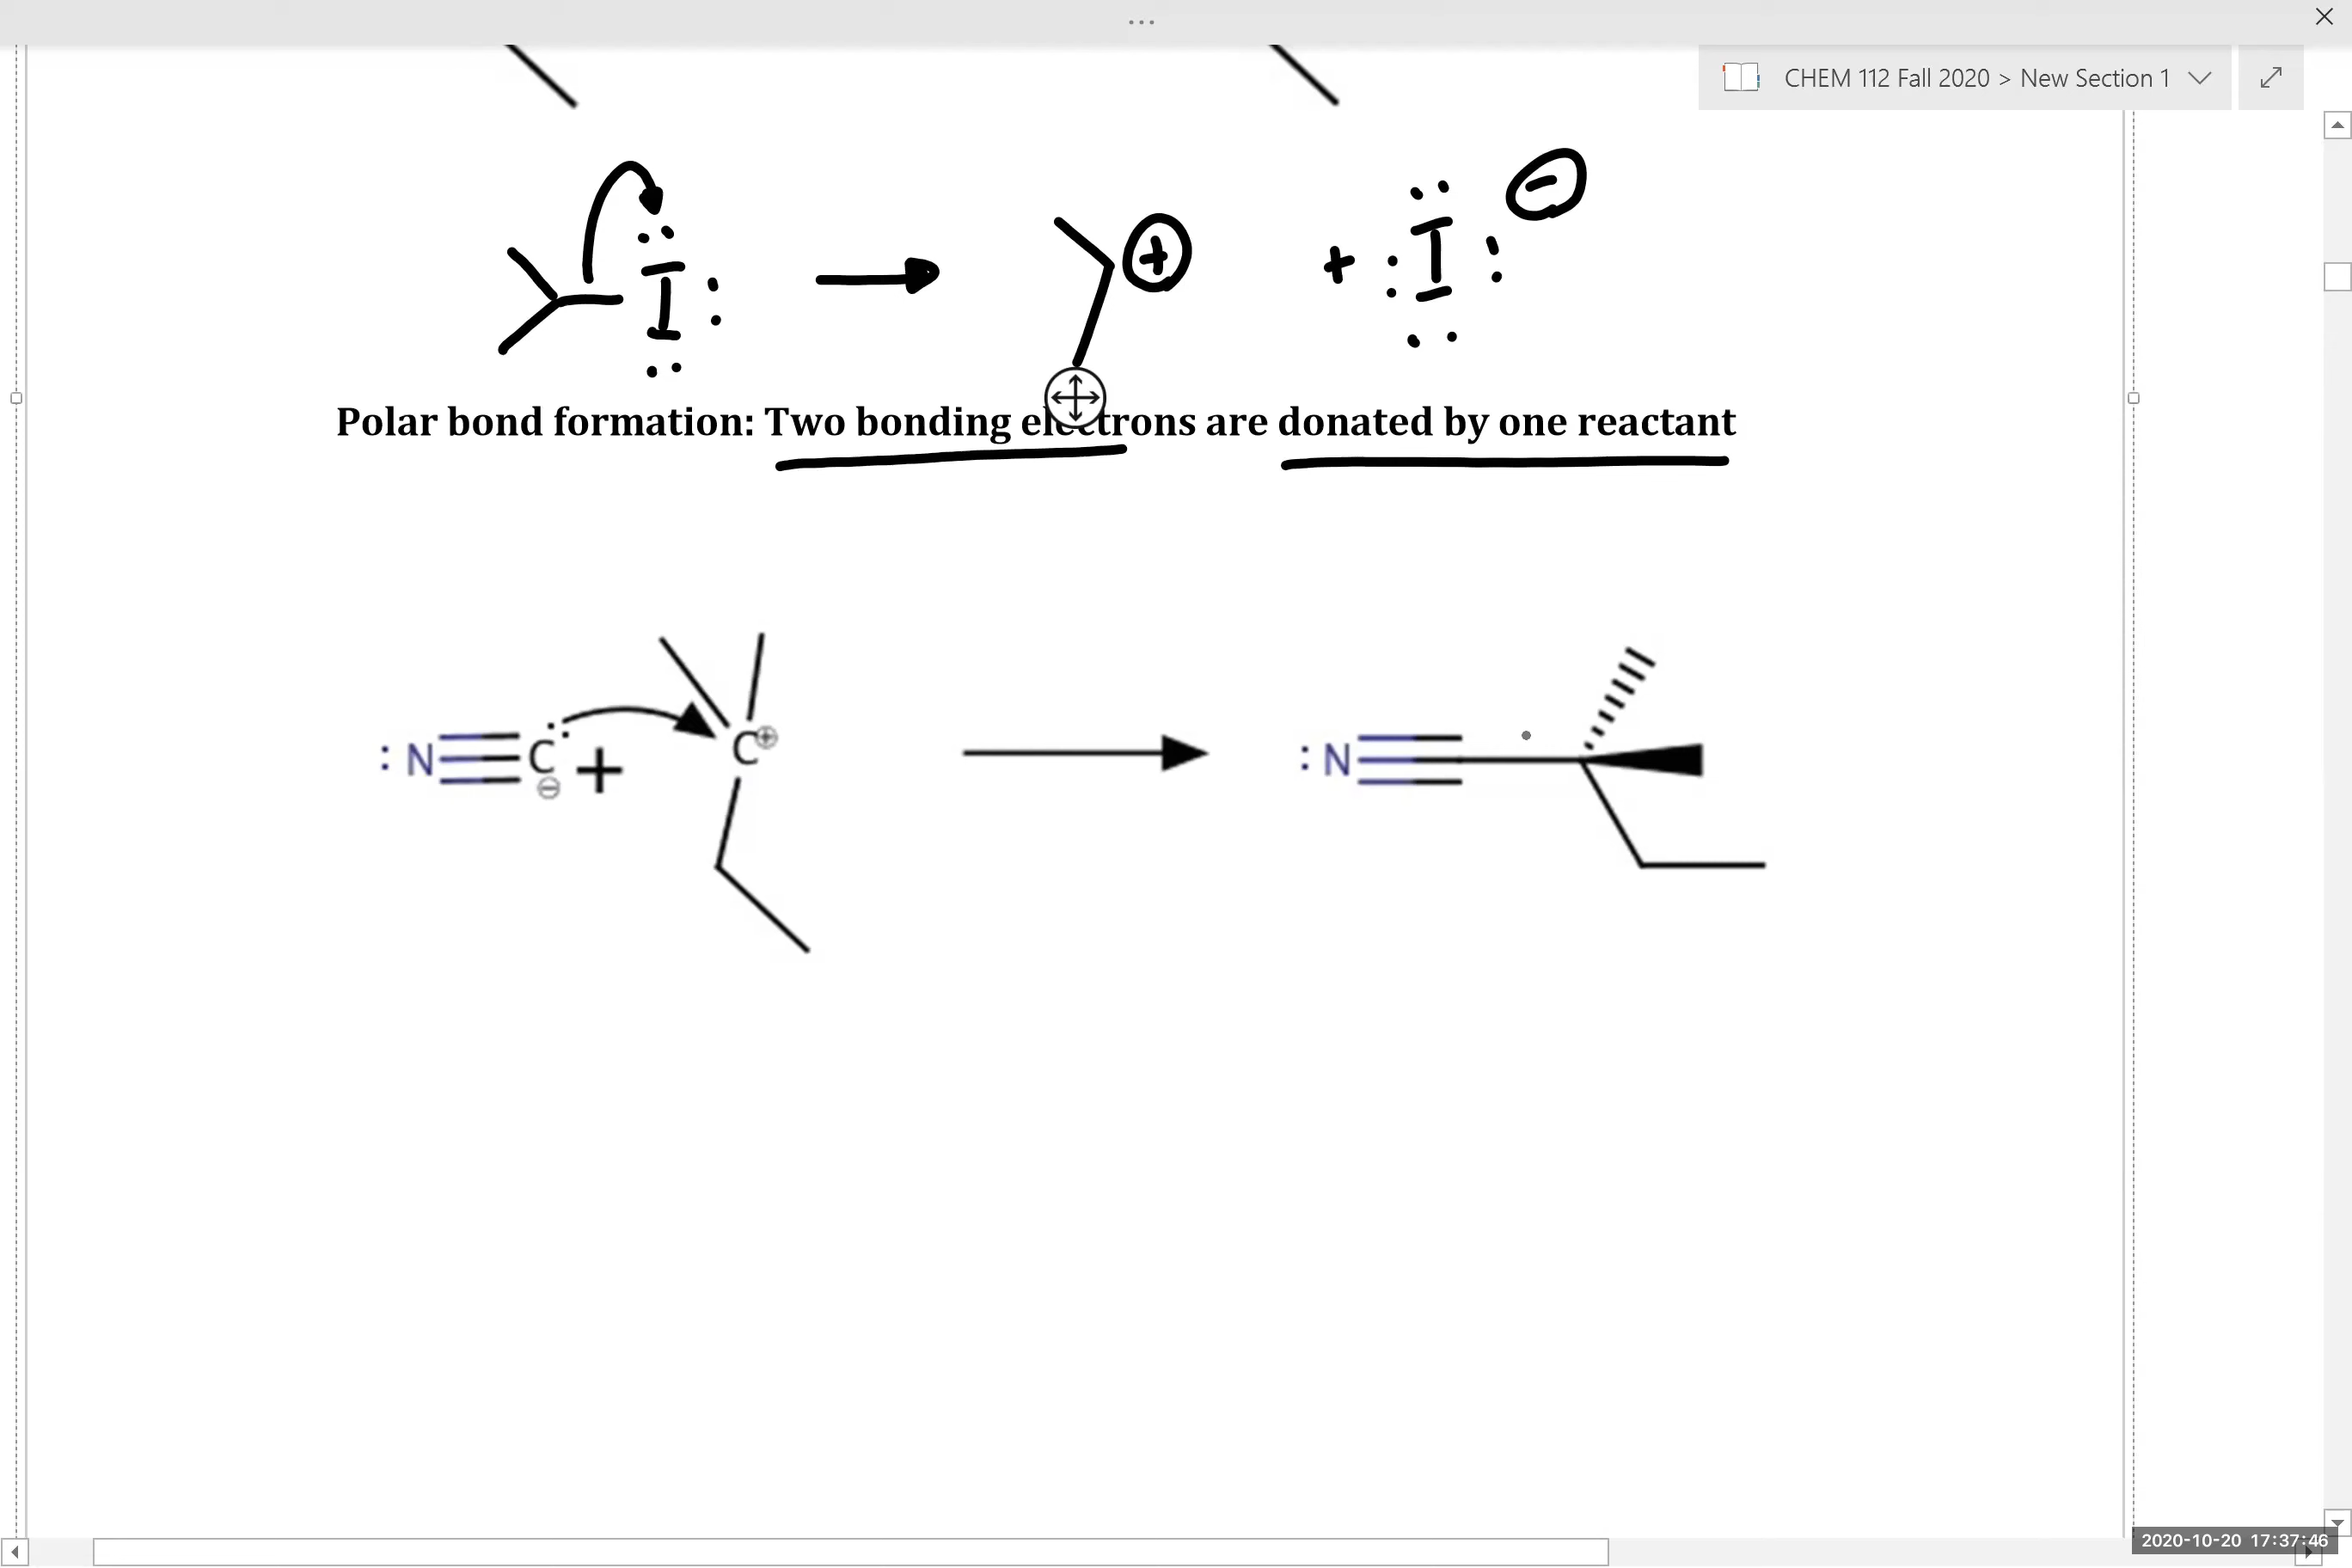 CHEM 112 Fall 2020 > New Section 1
I → ⊕ + I ⊖
Polar bond formation: Two bonding electrons are donated by one reactant
:N≡C:⊖ + C⊕ → :N≡
2020-10-20 17:37:46